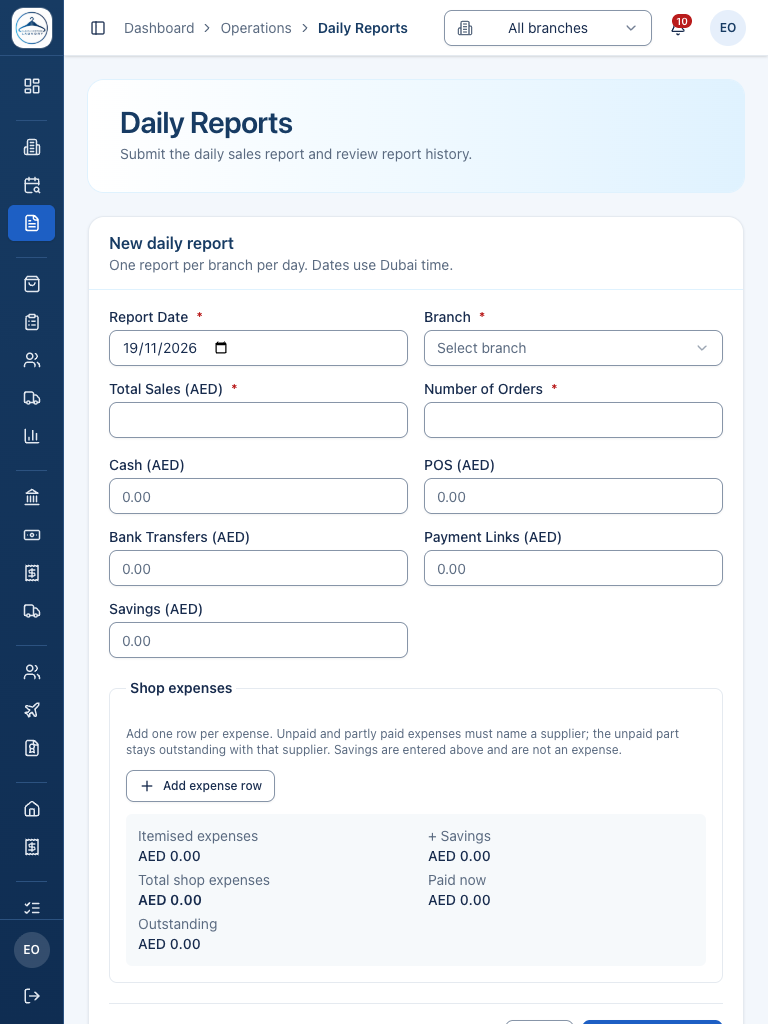 Dashboard > Operations > Daily Reports
All branches
10
EO
Daily Reports
Submit the daily sales report and review report history.
New daily report
One report per branch per day. Dates use Dubai time.
Report Date *
Branch *
19/11/2026
Select branch
Total Sales (AED) *
Number of Orders *
Cash (AED)
POS (AED)
0.00
0.00
Bank Transfers (AED)
Payment Links (AED)
0.00
0.00
Savings (AED)
0.00
Shop expenses
Add one row per expense. Unpaid and partly paid expenses must name a supplier; the unpaid part
stays outstanding with that supplier. Savings are entered above and are not an expense.
+ Add expense row
Itemised expenses
+ Savings
AED 0.00
AED 0.00
Total shop expenses
Paid now
AED 0.00
AED 0.00
Outstanding
AED 0.00
EO